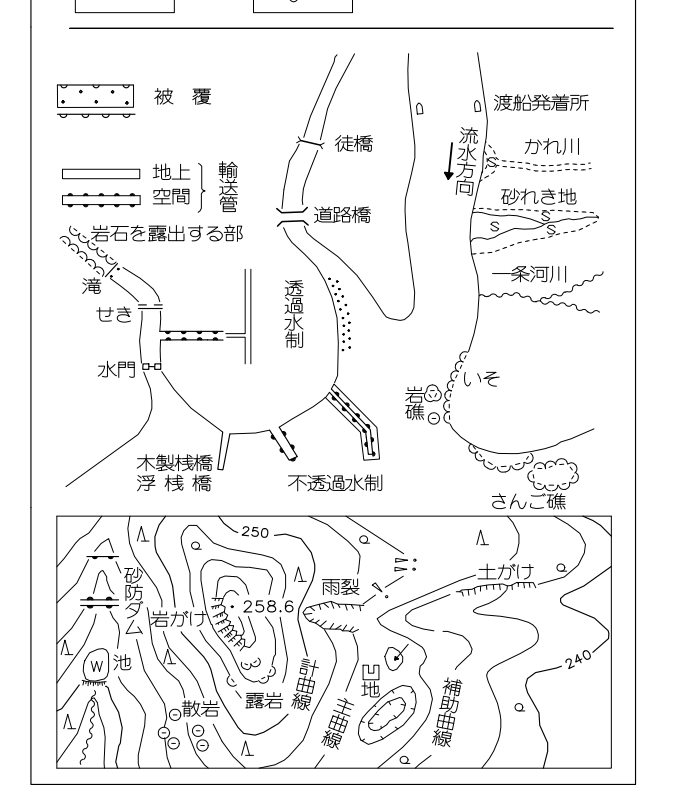 被覆
渡船発着所
流水方向
かれ川
徒橋
地上
空間
輸送管
砂れき地
S
S
S
道路橋
岩石を露出する部
一条河川
滝
透過水制
せき
水門
いそ
岩礁
木製桟橋
浮桟橋
不透過水制
さんご礁
250
砂防ダム
雨裂
土がけ
岩がけ
258.6
池
W
計曲線
凹地
240
補助曲線
露岩
主曲線
散岩